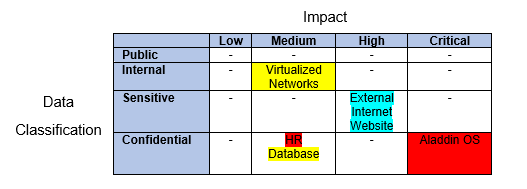 Impact
Low Medium High Critical
Public - - - -
Internal - Virtualized Networks - -
Data Classification
Sensitive - - External Internet Website -
Confidential - HR Database - Aladdin OS